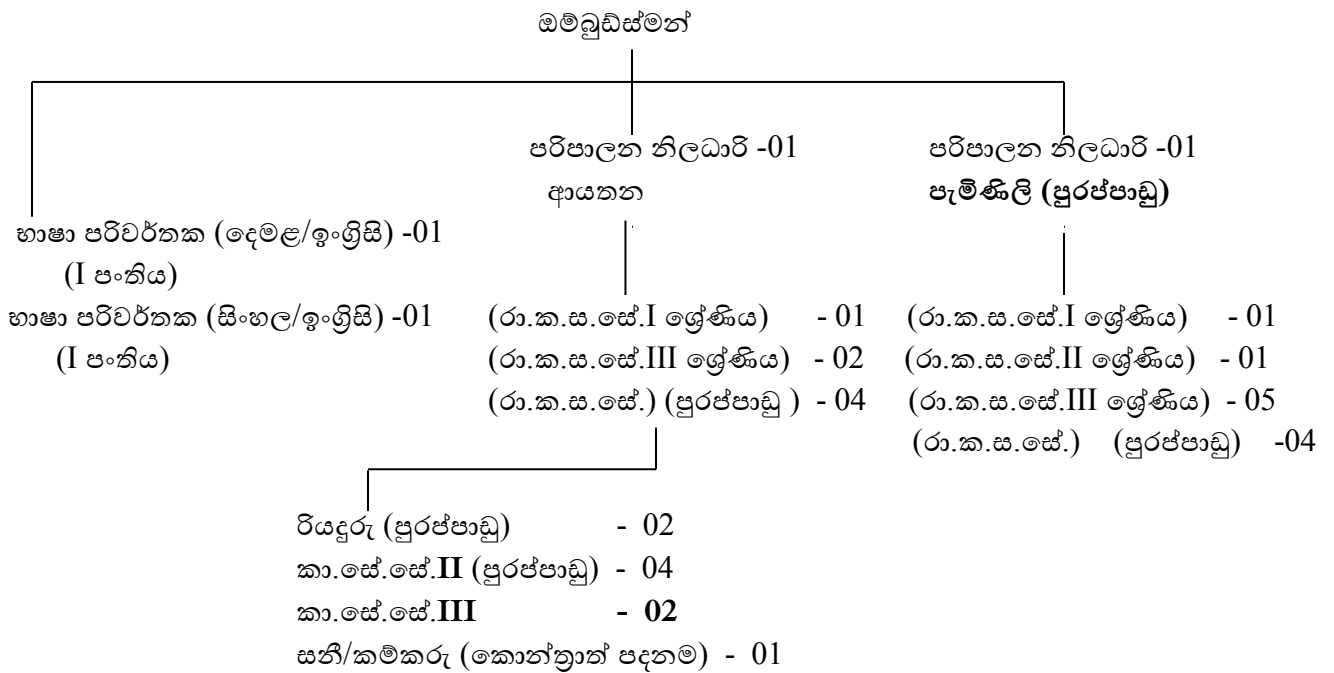 ඔම්බුඩ්ස්මන්
පරිපාලන නිලධාරි -01
ආයතන
පරිපාලන නිලධාරි -01
පැමිණිලි (පුරප්පාඩු)
භාෂා පරිවර්තක (දෙමළ/ඉංග්‍රිසි) -01
(I පංතිය)
භාෂා පරිවර්තක (සිංහල/ඉංග්‍රිසි) -01
(I පංතිය)
(රා.ක.ස.සේ.I ශ්‍රේණිය) - 01
(රා.ක.ස.සේ.III ශ්‍රේණිය) - 02
(රා.ක.ස.සේ.) (පුරප්පාඩු ) - 04
(රා.ක.ස.සේ.I ශ්‍රේණිය) - 01
(රා.ක.ස.සේ.II ශ්‍රේණිය) - 01
(රා.ක.ස.සේ.III ශ්‍රේණිය) - 05
(රා.ක.ස.සේ.) (පුරප්පාඩු) -04
රියදුරු (පුරප්පාඩු) - 02
කා.සේ.සේ.II (පුරප්පාඩු) - 04
කා.සේ.සේ.III - 02
සනී/කම්කරු (කොන්ත්‍රාත් පදනම) - 01